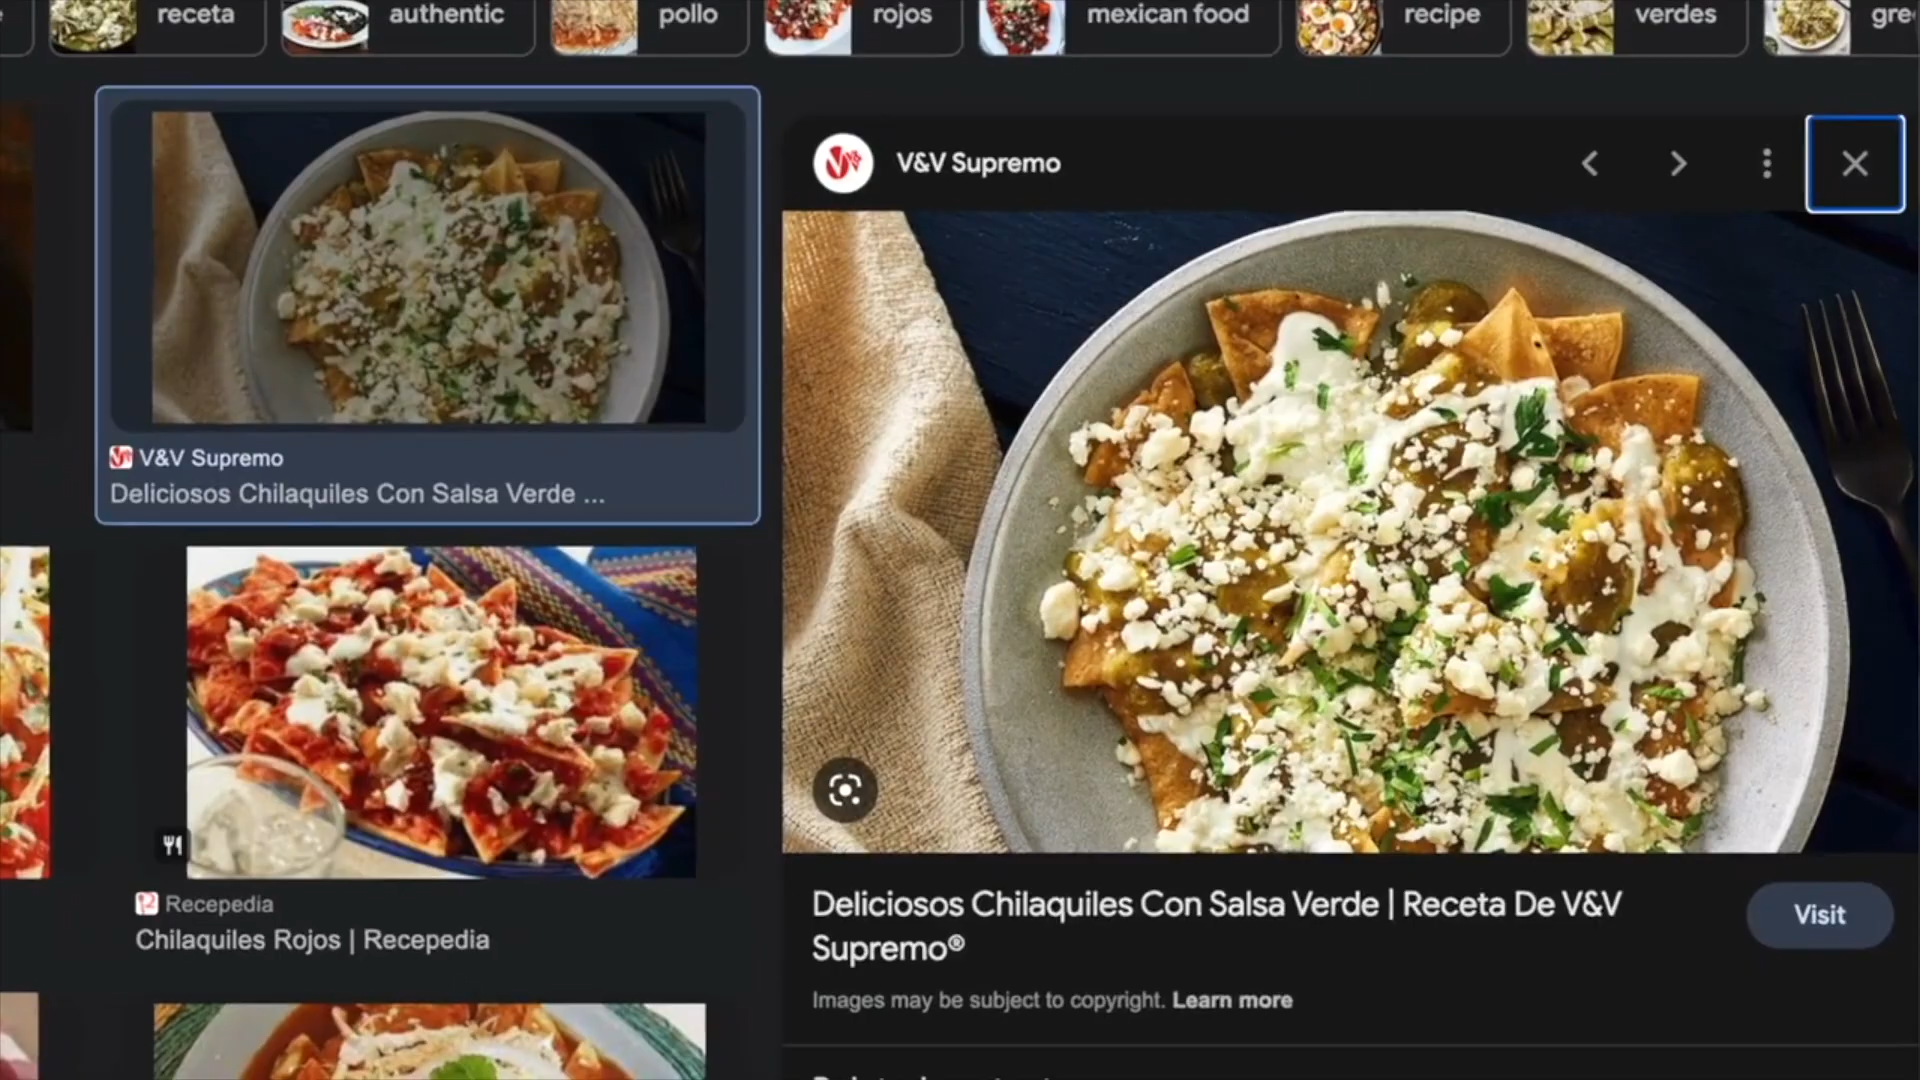 receta
authentic
pollo
rojos
mexican food
recipe
verdes
V&V Supremo
V&V Supremo
Deliciosos Chilaquiles Con Salsa Verde ...
Recepedia
Chilaquiles Rojos | Recepedia
Deliciosos Chilaquiles Con Salsa Verde | Receta De V&V
Supremo®
Visit
Images may be subject to copyright. Learn more